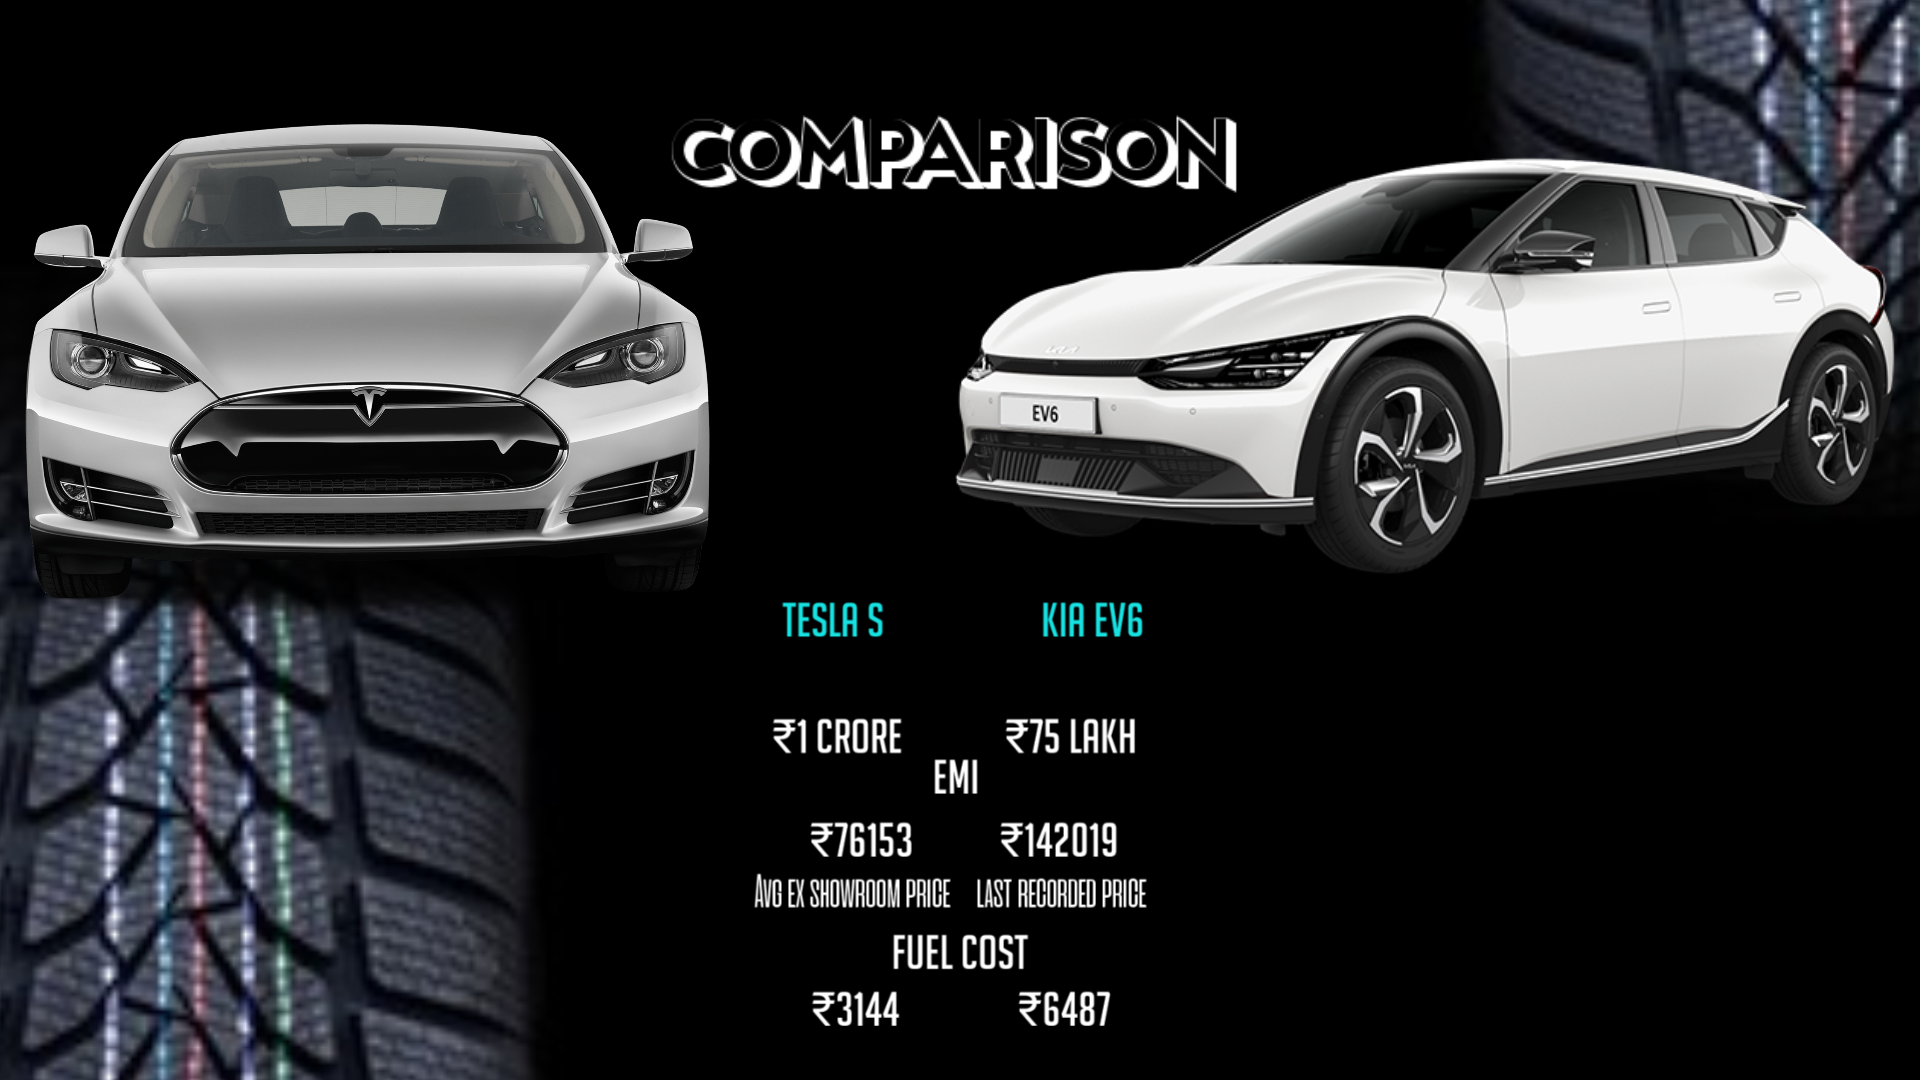 COMPARISON
EV6
TESLA S KIA EV6
₹1 CRORE ₹75 LAKH
EMI
₹76153 ₹142019
AVG EX SHOWROOM PRICE LAST RECORDED PRICE
FUEL COST
₹3144 ₹6487